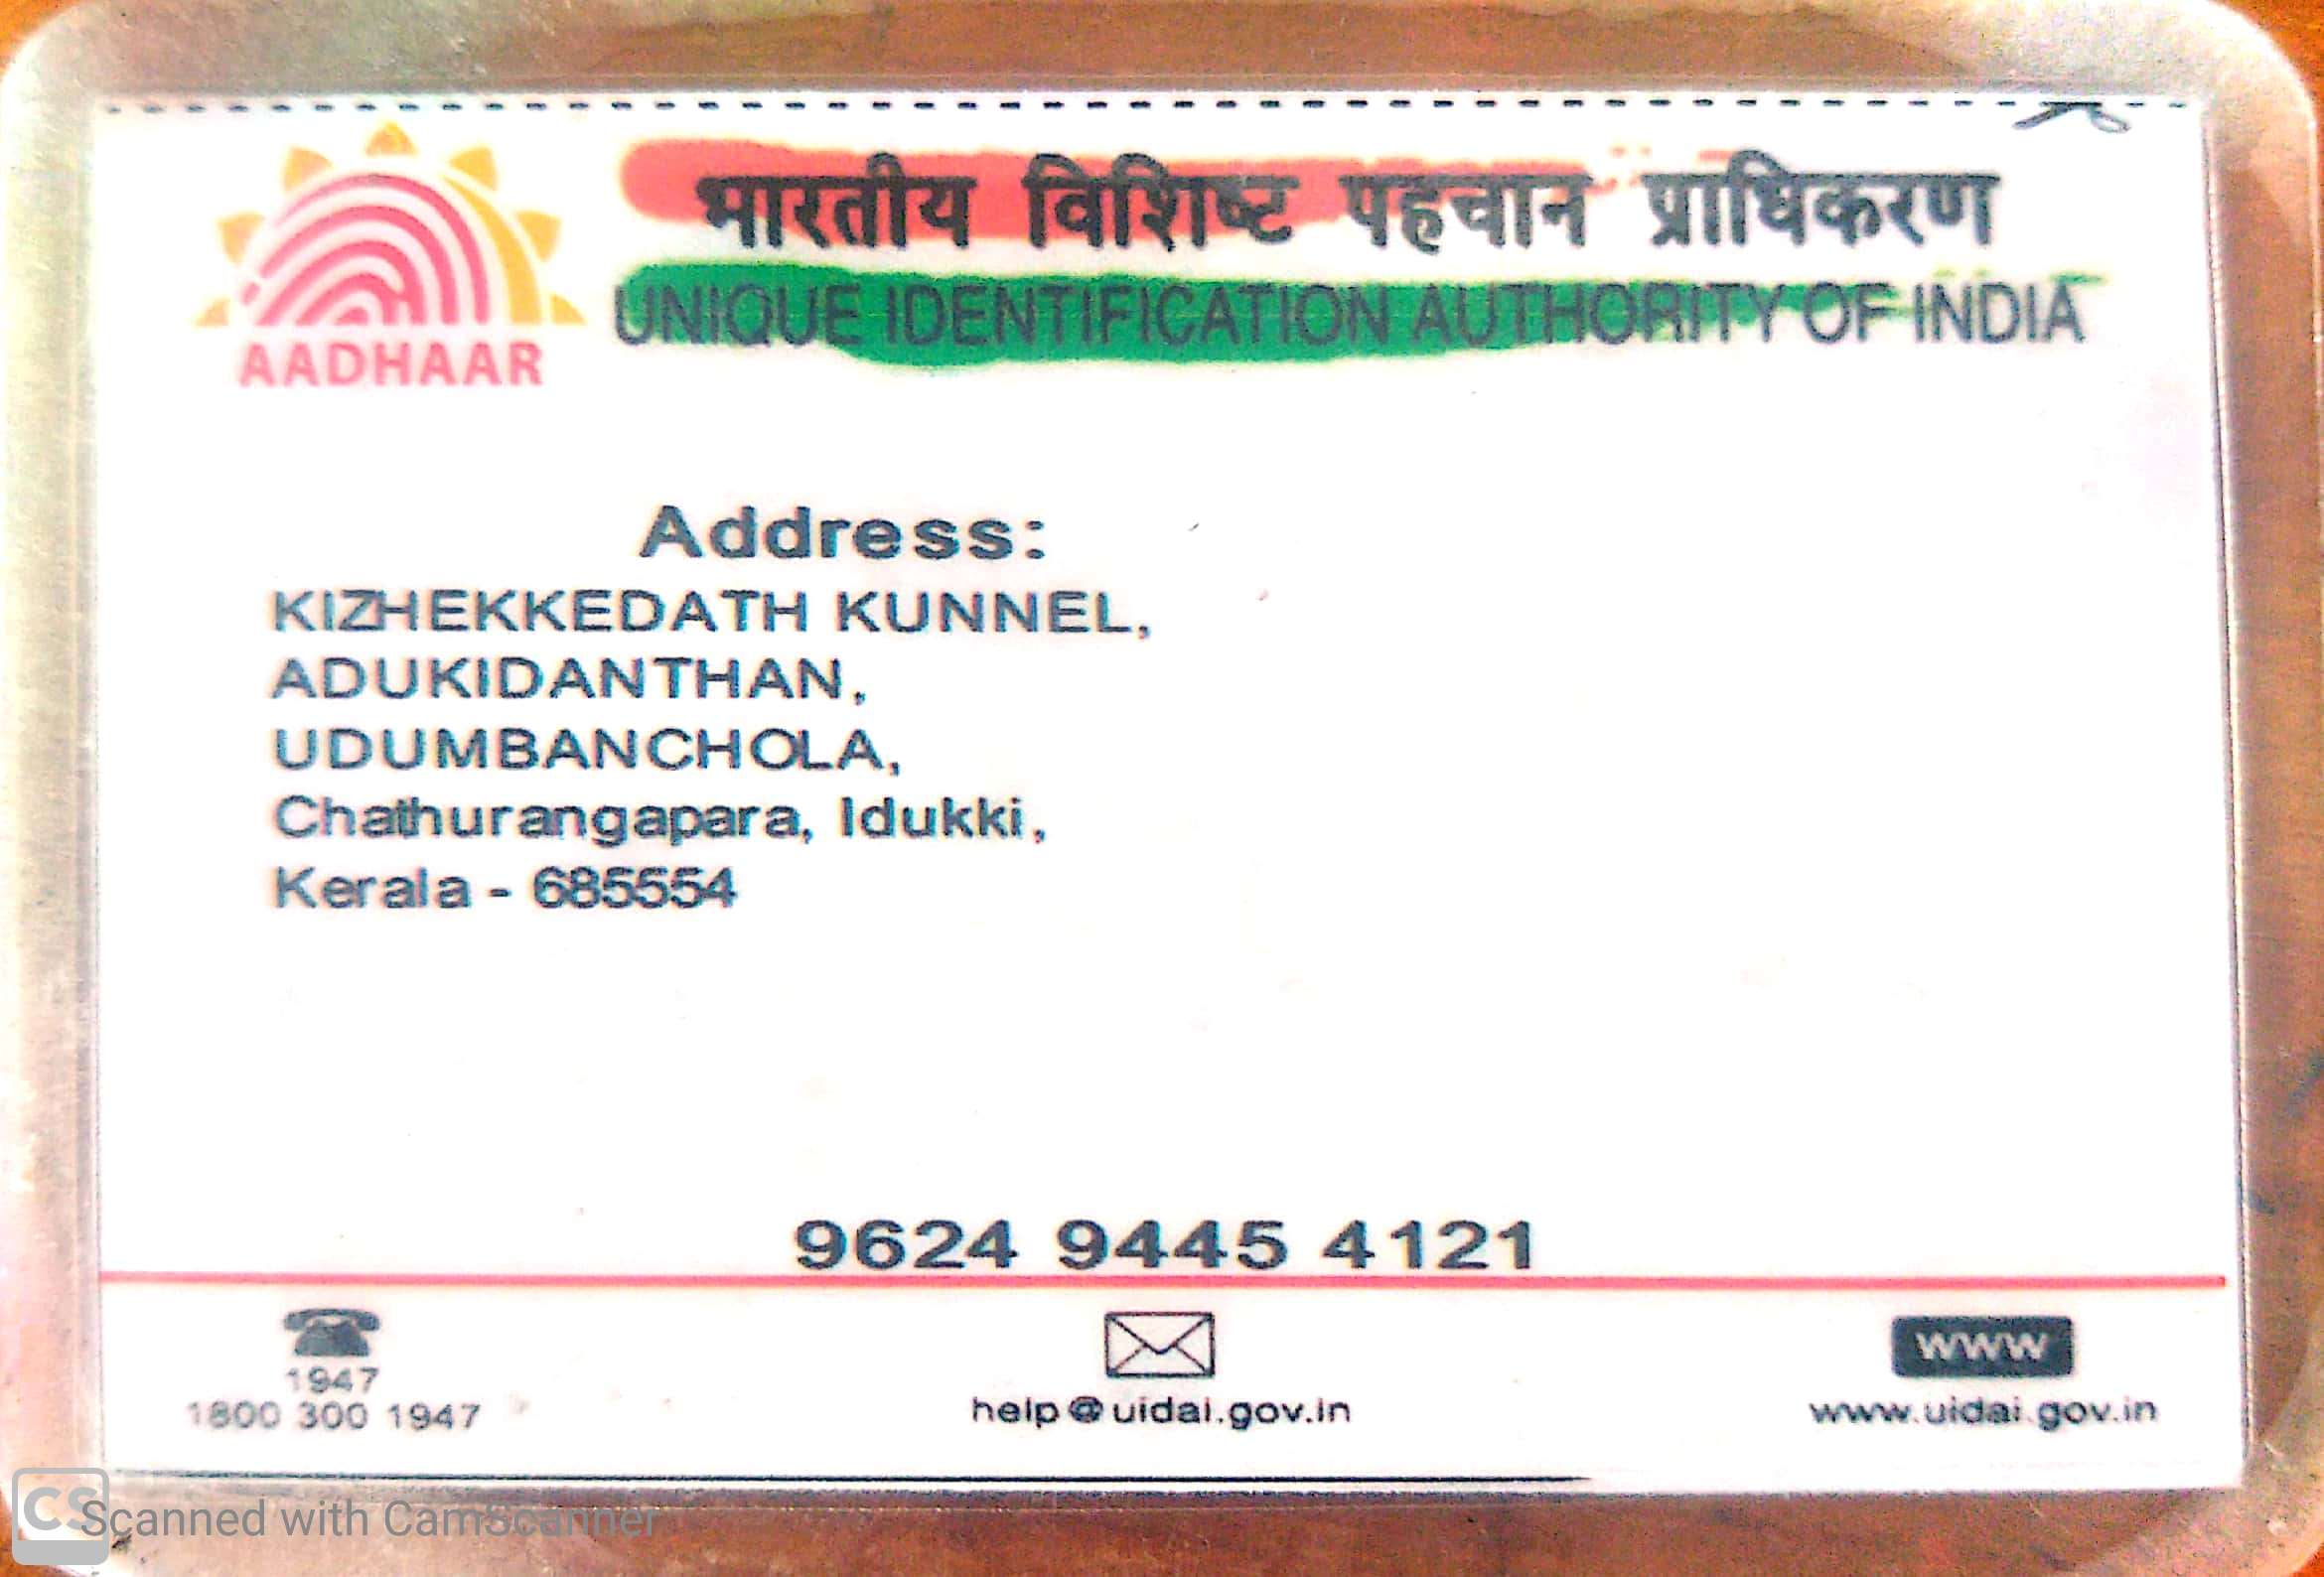 भारतीय विशिष्ट पहचान प्राधिकरण
UNIQUE IDENTIFICATION AUTHORITY OF INDIA
AADHAAR
Address:
KIZHEKKEDATH KUNNEL,
ADUKIDANTHAN,
UDUMBANCHOLA,
Chathurangapara, Idukki,
Kerala - 685554
9624 9445 4121
1947
1800 300 1947
help@uidai.gov.in
www
www.uidai.gov.in
CS Scanned with CamScanner